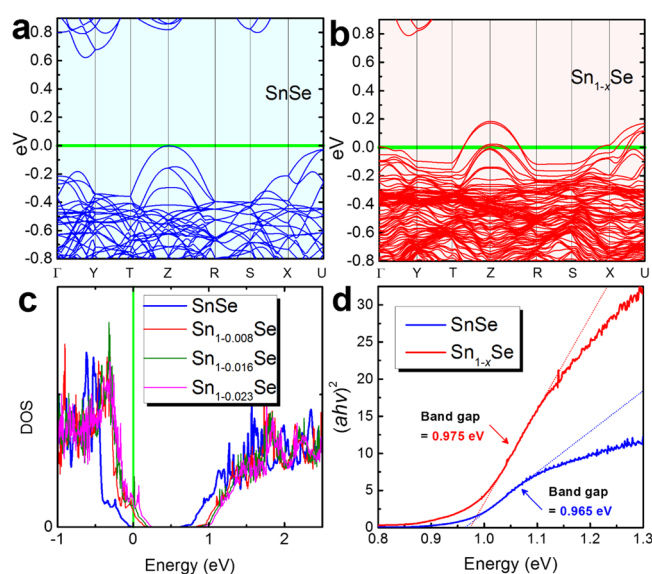 a
0.8
0.6
0.4
0.2
0.0
-0.2
-0.4
-0.6
-0.8
eV
SnSe
Γ Y T Z R S X U
b
0.8
0.6
0.4
0.2
0.0
-0.2
-0.4
-0.6
-0.8
eV
Sn1-xSe
Γ Y T Z R S X U
c
DOS
0
SnSe
Sn1-0.008Se
Sn1-0.016Se
Sn1-0.023Se
-1 0 1 2
Energy (eV)
d
30
25
20
15
10
5
0
(ahv)2
SnSe
Sn1-xSe
Band gap
= 0.975 eV
Band gap
= 0.965 eV
0.8 0.9 1.0 1.1 1.2 1.3
Energy (eV)